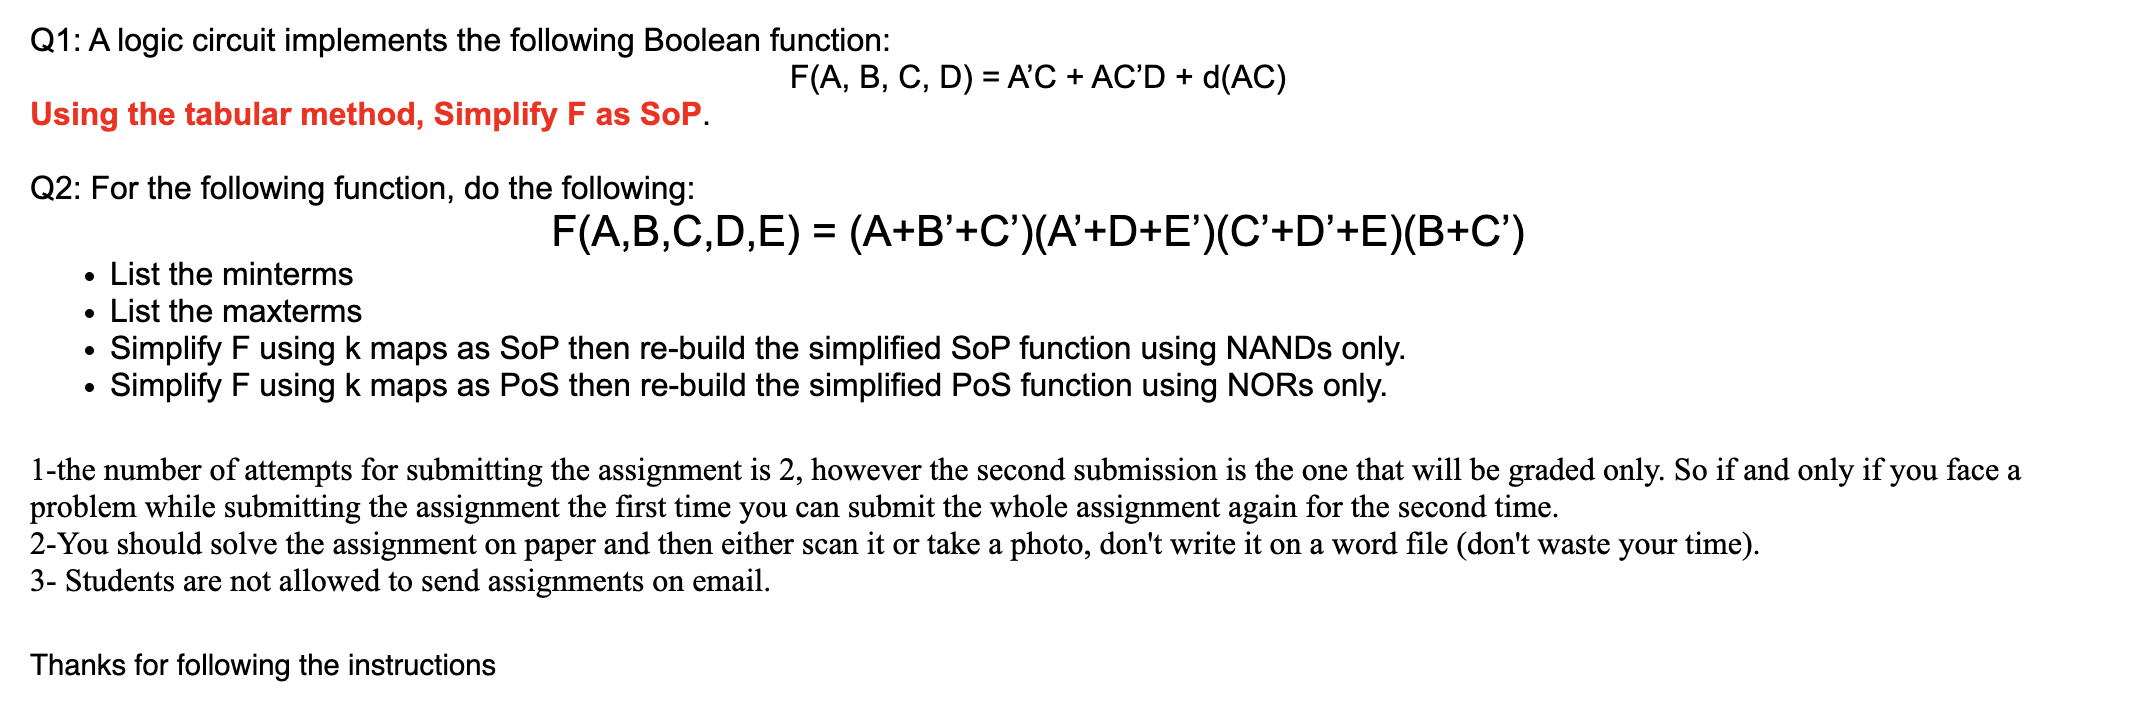 Q1: A logic circuit implements the following Boolean function:
F(A, B, C, D) = A’C + AC’D + d(AC)
Using the tabular method, Simplify F as SoP.
Q2: For the following function, do the following:
F(A,B,C,D,E) = (A+B’+C’)(A’+D+E’)(C’+D’+E)(B+C’)
• List the minterms
• List the maxterms
• Simplify F using k maps as SoP then re-build the simplified SoP function using NANDs only.
• Simplify F using k maps as PoS then re-build the simplified PoS function using NORs only.
1-the number of attempts for submitting the assignment is 2, however the second submission is the one that will be graded only. So if and only if you face a
problem while submitting the assignment the first time you can submit the whole assignment again for the second time.
2-You should solve the assignment on paper and then either scan it or take a photo, don't write it on a word file (don't waste your time).
3- Students are not allowed to send assignments on email.
Thanks for following the instructions